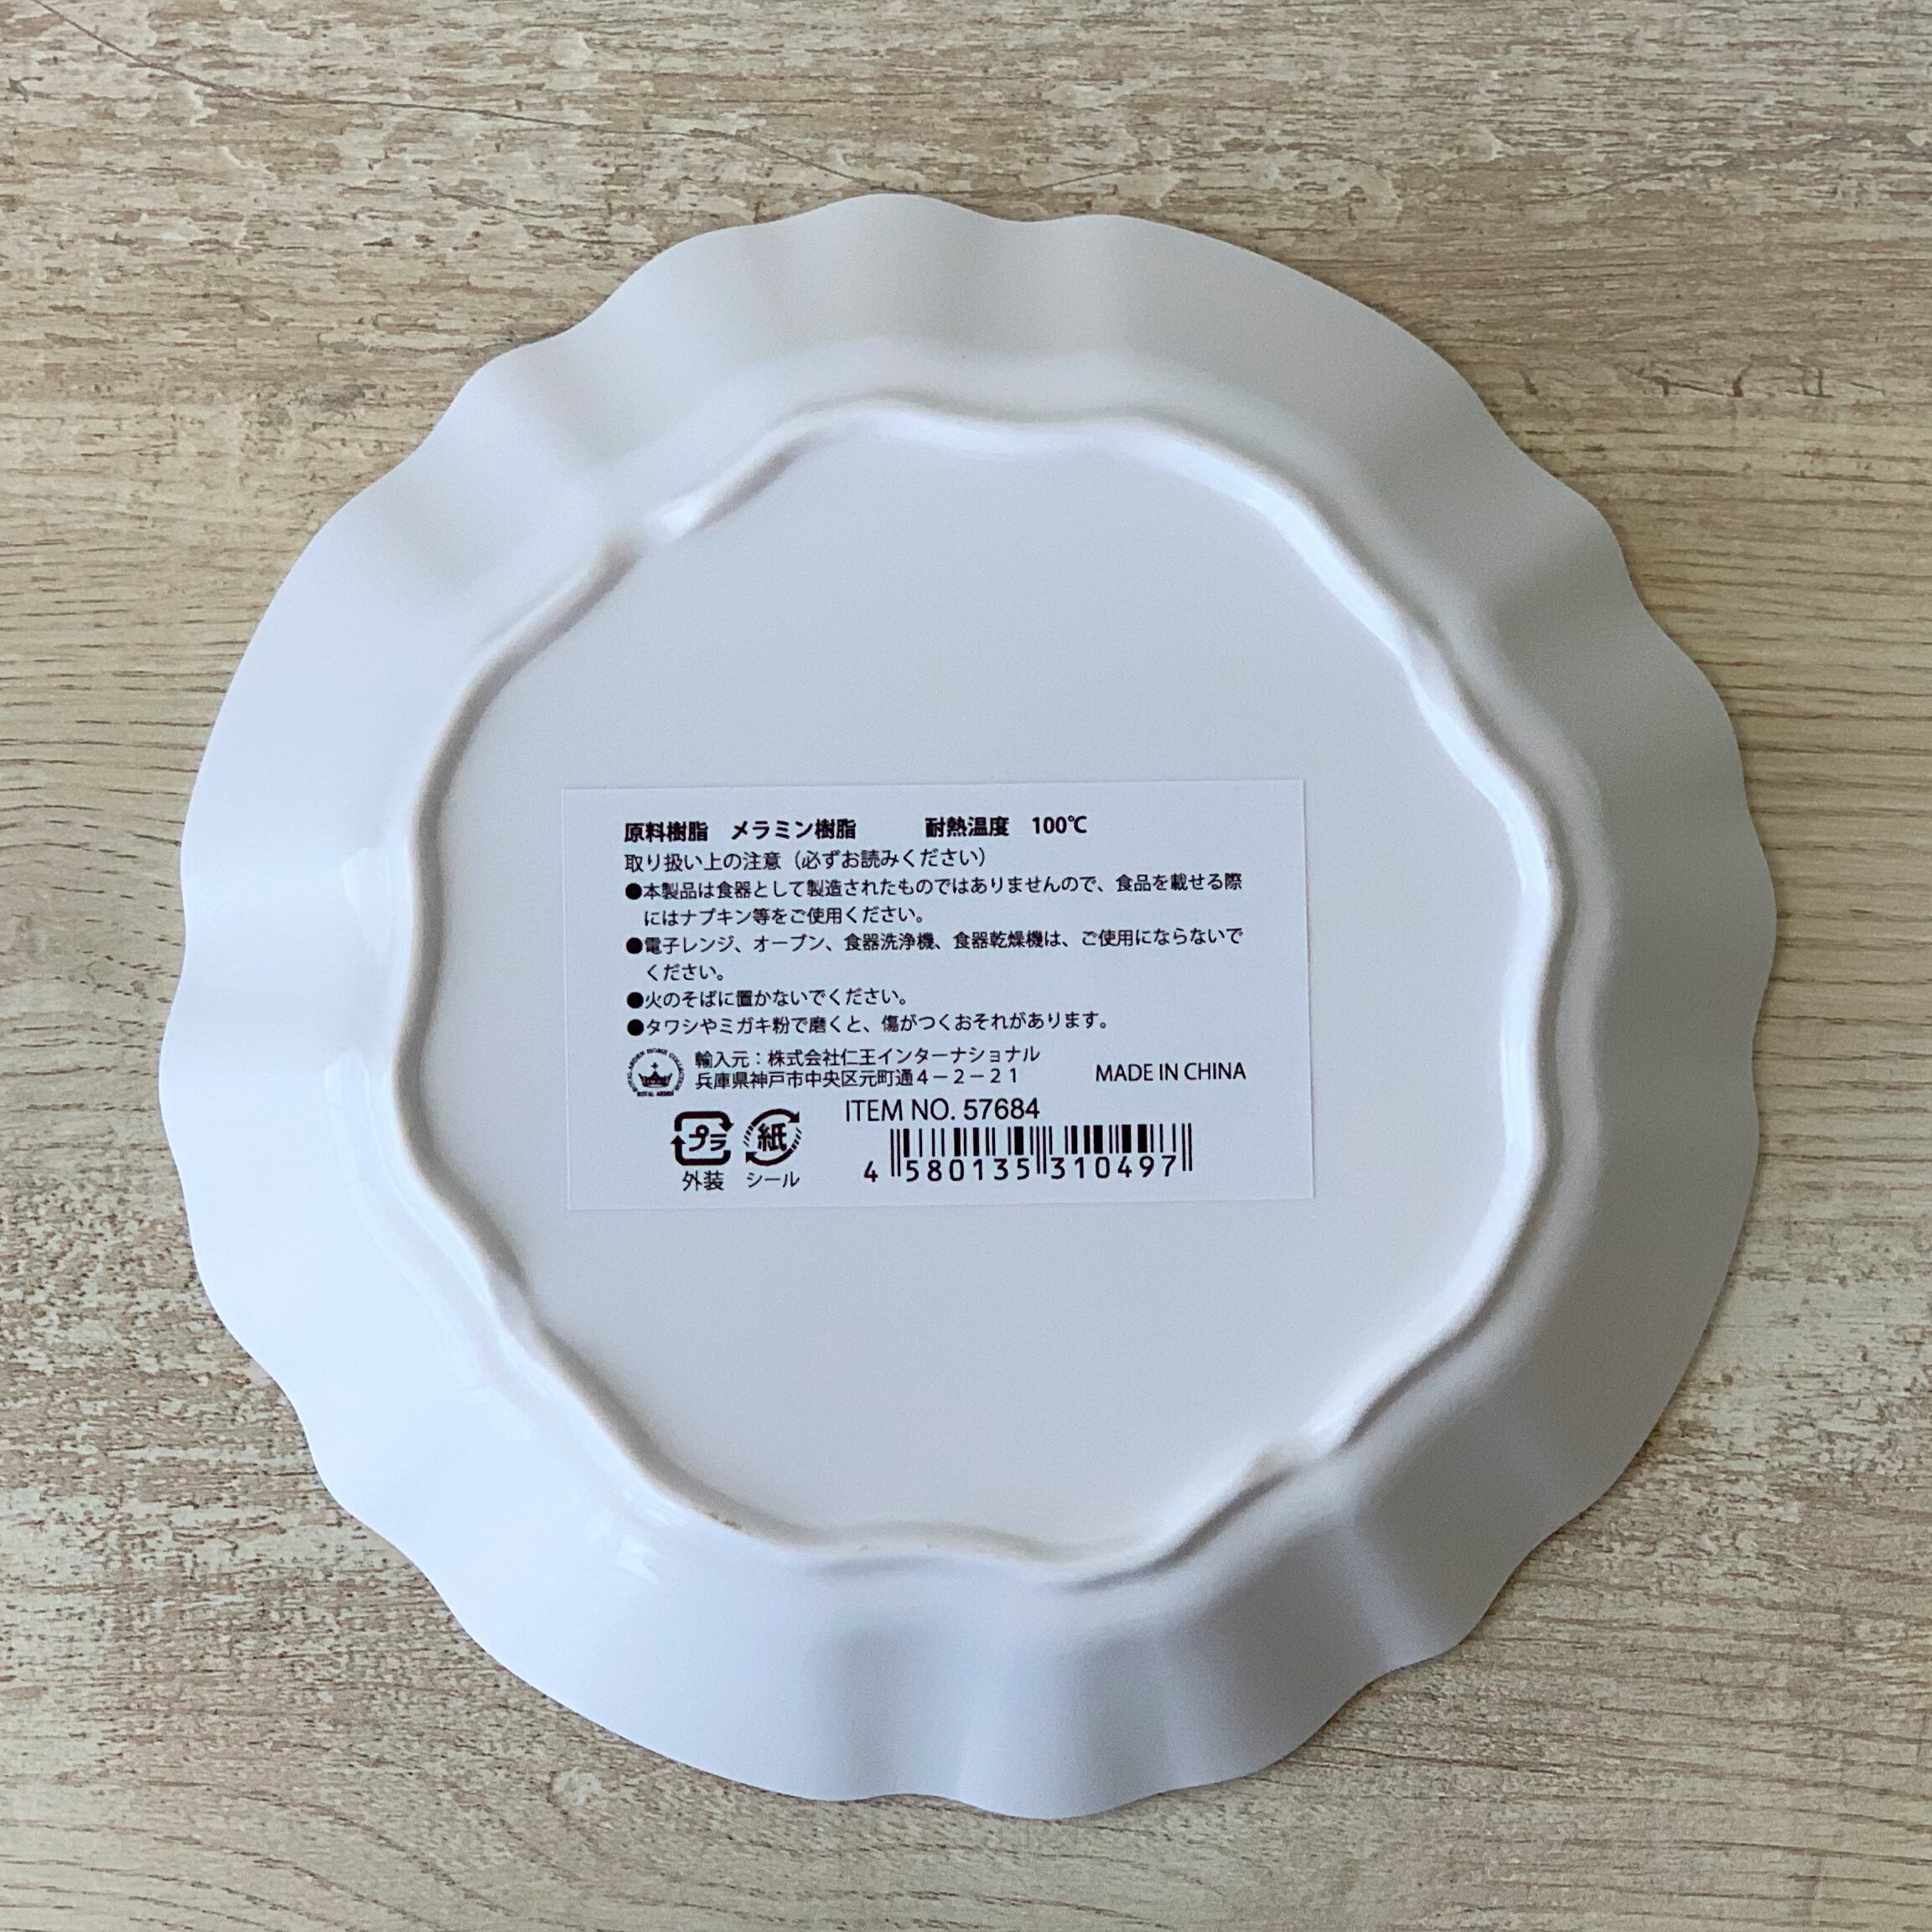 原料樹脂　メラミン樹脂　　　耐熱温度　100℃
取り扱い上の注意（必ずお読みください）
●本製品は食器として製造されたものではありませんので、食品を載せる際
にはナプキン等をご使用ください。
●電子レンジ、オーブン、食器洗浄機、食器乾燥機は、ご使用にならないで
ください。
●火のそばに置かないでください。
●タワシやミガキ粉で磨くと、傷がつくおそれがあります。
輸入元：株式会社仁王インターナショナル
兵庫県神戸市中央区元町通4－2－21
MADE IN CHINA
ITEM NO. 57684
プラ 紙
外装 シール
4 580135 310497